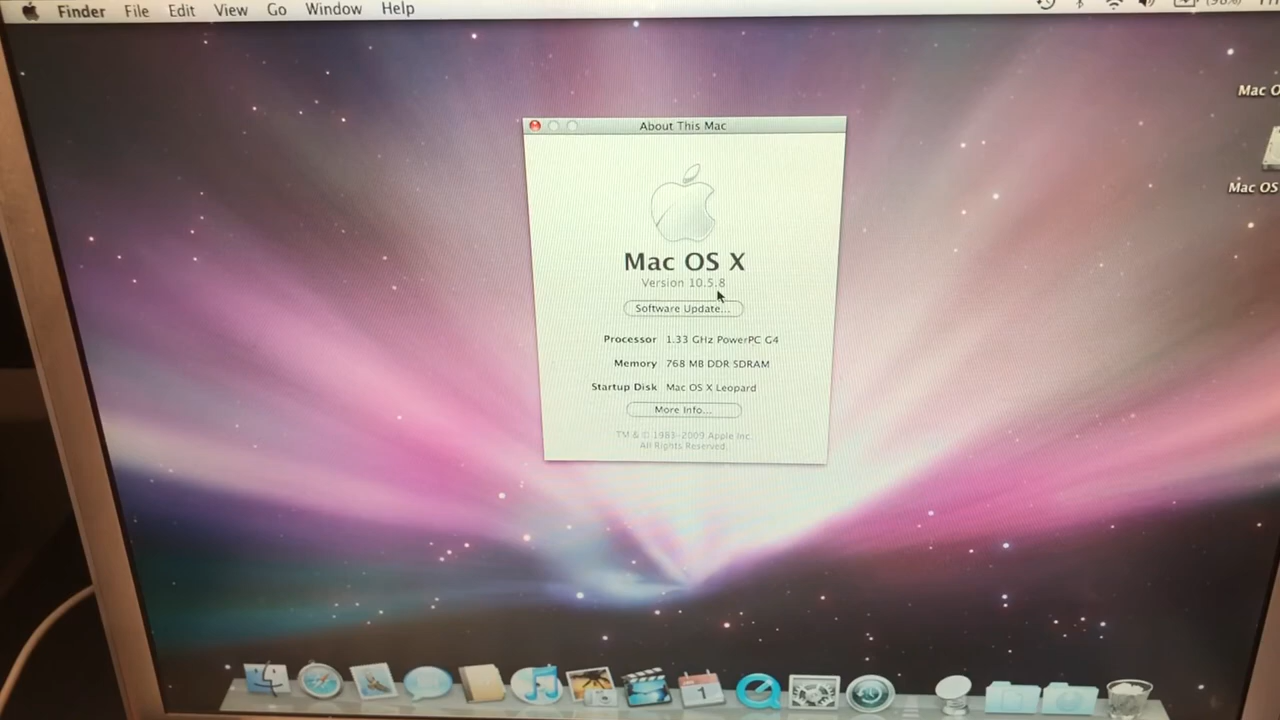 Finder File Edit View Go Window Help
About This Mac
Mac OS X
Version 10.5.8
Software Update...
Processor 1.33 GHz PowerPC G4
Memory 768 MB DDR SDRAM
Startup Disk Mac OS X Leopard
More Info...
TM & © 1983-2009 Apple Inc.
All Rights Reserved.
Mac O
Mac OS
1